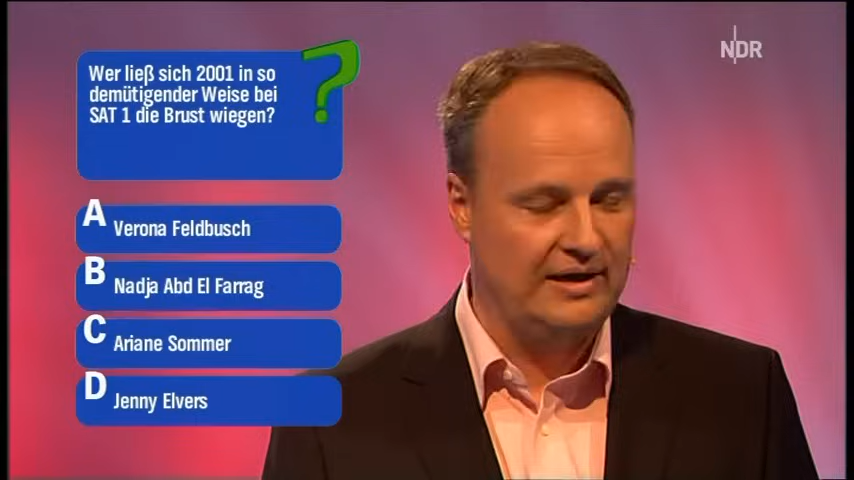 NDR
Wer ließ sich 2001 in so
demütigender Weise bei
SAT 1 die Brust wiegen?
?
A
Verona Feldbusch
B
Nadja Abd El Farrag
C
Ariane Sommer
D
Jenny Elvers